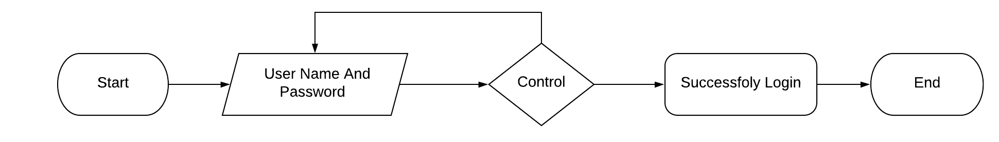 Start
User Name And
Password
Control
Successfoly Login
End